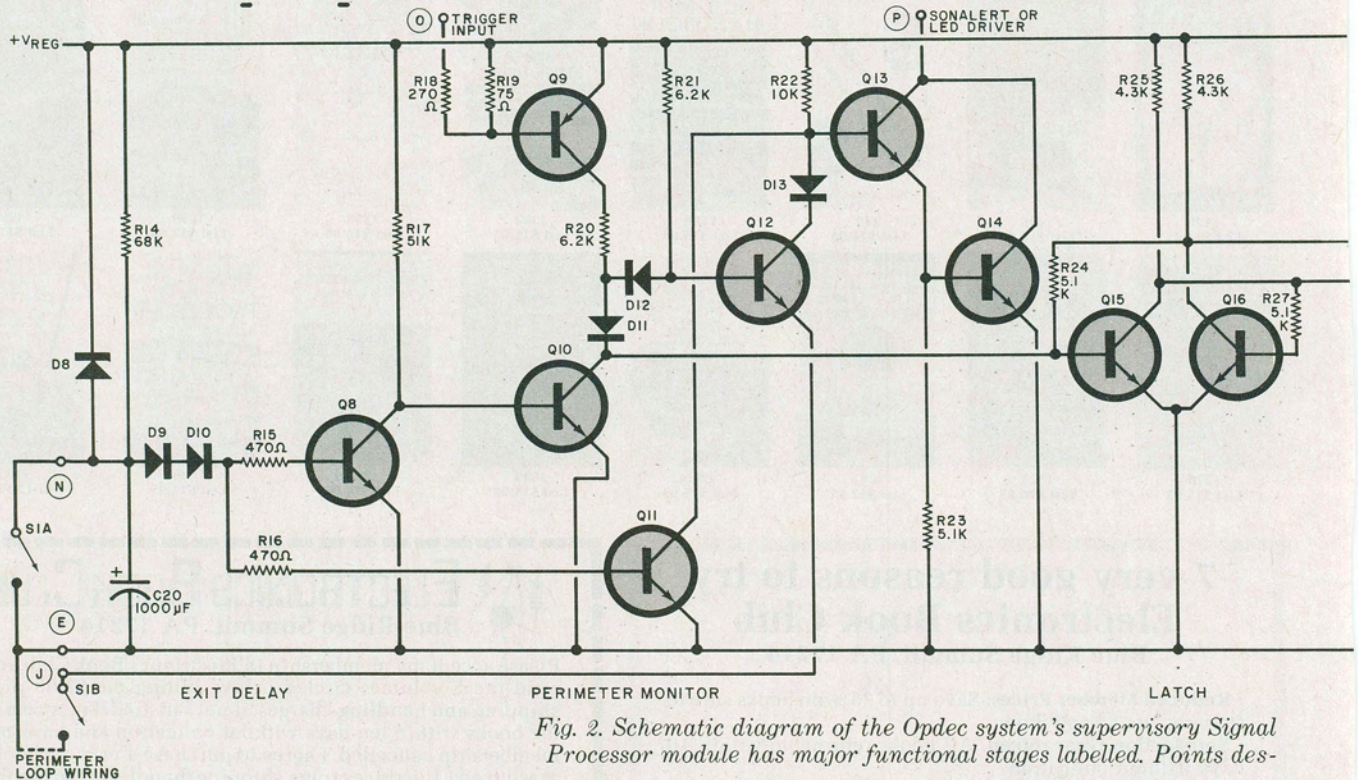 O TRIGGER
INPUT
P SONALERT OR
LED DRIVER
+VREG
R18
270
Ω
R19
75
Ω
Q9
R21
6.2K
R22
10K
Q13
R25
4.3K
R26
4.3K
D13
R14
68K
R17
51K
R20
6.2K
Q12
Q14
D12
D11
R24
5.1
K
Q15
Q16
R27
5.1
K
D8
Q10
Q8
D9
D10
R15
470Ω
N
S1A
R16
470Ω
Q11
R23
5.1K
+
C20
1000µF
E
J
S1B
EXIT DELAY
PERIMETER MONITOR
LATCH
PERIMETER
LOOP WIRING
Fig. 2. Schematic diagram of the Opdec system's supervisory Signal
Processor module has major functional stages labelled. Points des-